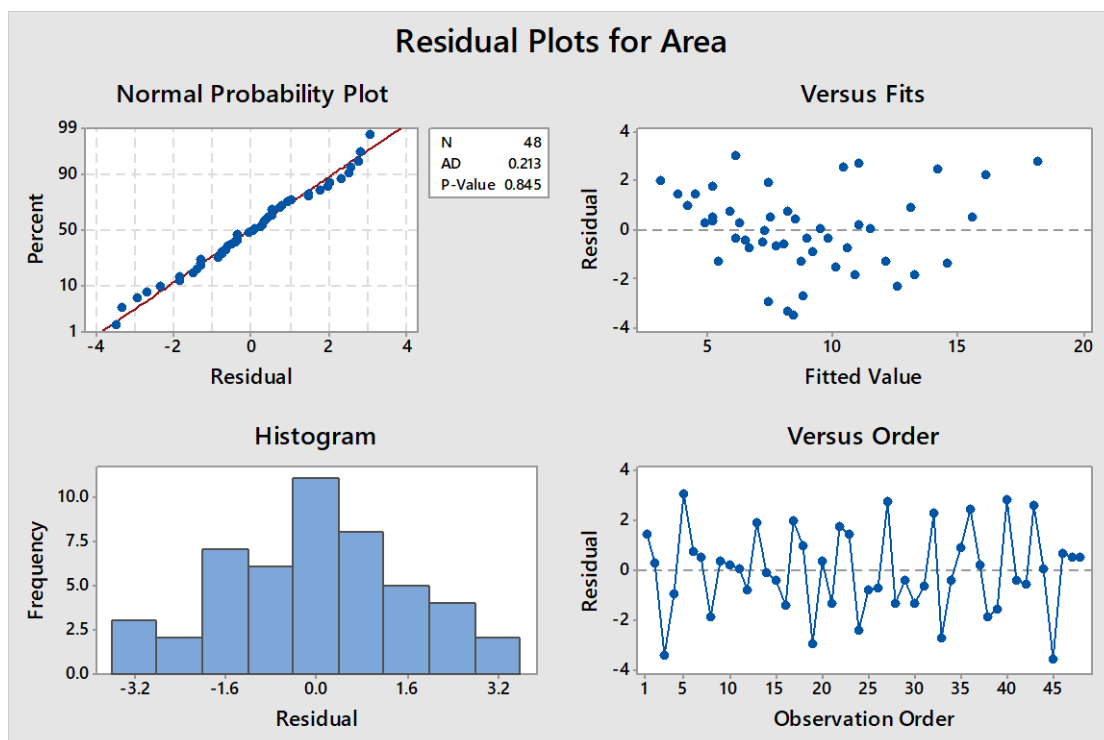 Residual Plots for Area
Normal Probability Plot
99
90
50
10
1
Percent
-4 -2 0 2 4
Residual
N 48
AD 0.213
P-Value 0.845
Versus Fits
4
2
0
-2
-4
Residual
5 10 15 20
Fitted Value
Histogram
10.0
7.5
5.0
2.5
0.0
Frequency
-3.2 -1.6 0.0 1.6 3.2
Residual
Versus Order
4
2
0
-2
-4
Residual
1 5 10 15 20 25 30 35 40 45
Observation Order